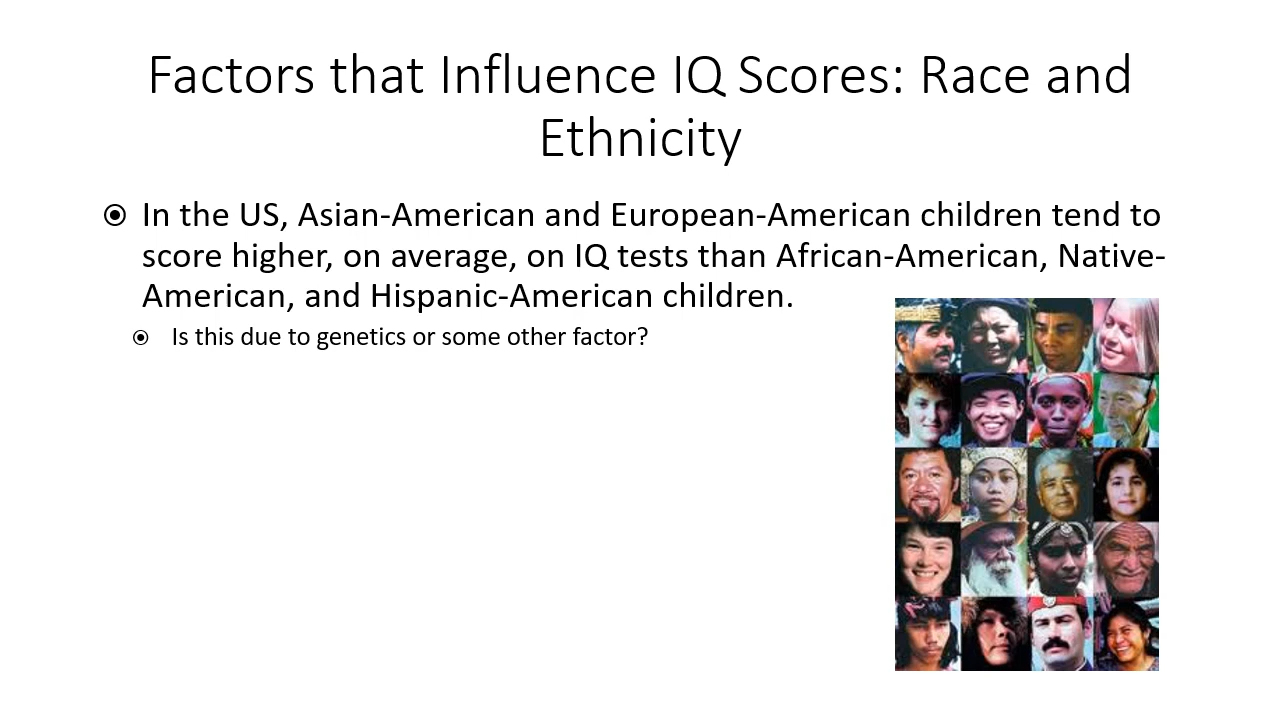 Factors that Influence IQ Scores: Race and
Ethnicity
In the US, Asian-American and European-American children tend to
score higher, on average, on IQ tests than African-American, Native-
American, and Hispanic-American children.
Is this due to genetics or some other factor?